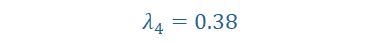 λ₄ = 0.38